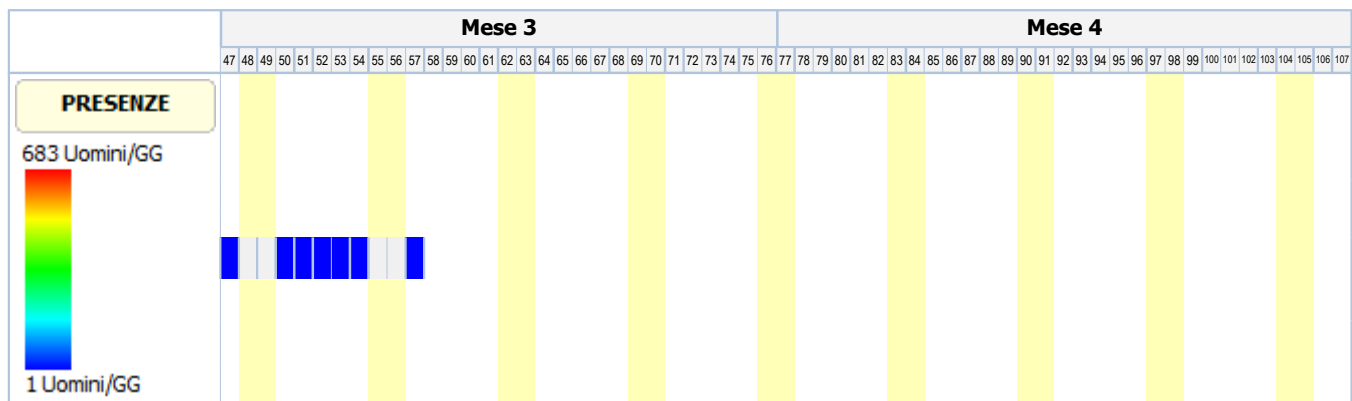 Mese 3 Mese 4
47 48 49 50 51 52 53 54 55 56 57 58 59 60 61 62 63 64 65 66 67 68 69 70 71 72 73 74 75 76 77 78 79 80 81 82 83 84 85 86 87 88 89 90 91 92 93 94 95 96 97 98 99 100 101 102 103 104 105 106 107
PRESENZE
683 Uomini/GG
1 Uomini/GG